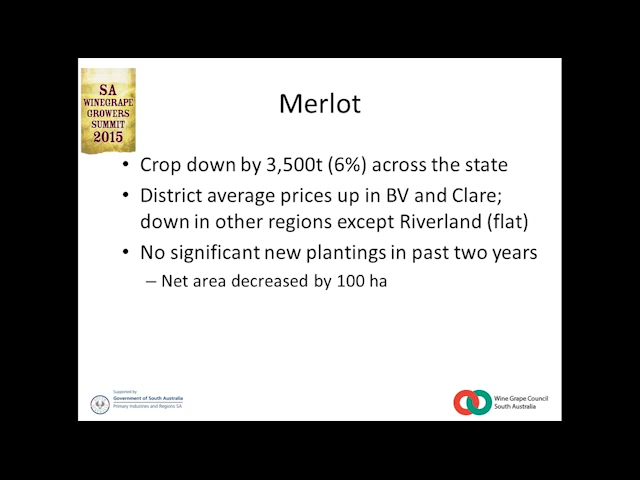 SA
WINEGRAPE
GROWERS
SUMMIT
2015
Merlot
• Crop down by 3,500t (6%) across the state
• District average prices up in BV and Clare;
down in other regions except Riverland (flat)
• No significant new plantings in past two years
– Net area decreased by 100 ha
Supported by
Government of South Australia
Primary Industries and Regions SA
Wine Grape Council
South Australia